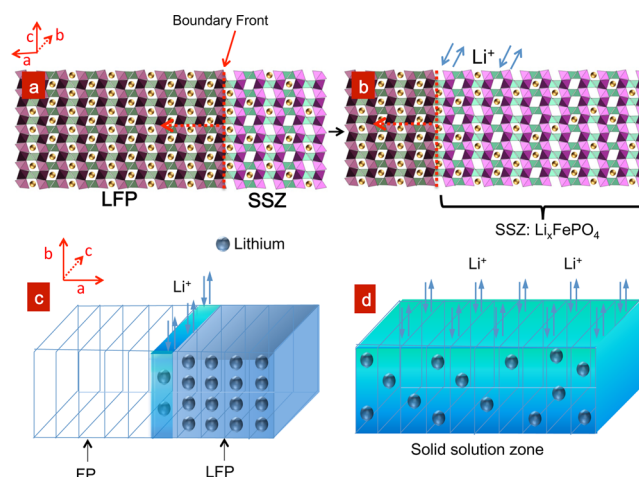 c
b
a
Boundary Front
Li+
a
b
LFP
SSZ
SSZ: LixFePO4
b
c
a
Lithium
Li+
Li+
Li+
c
d
FP
LFP
Solid solution zone